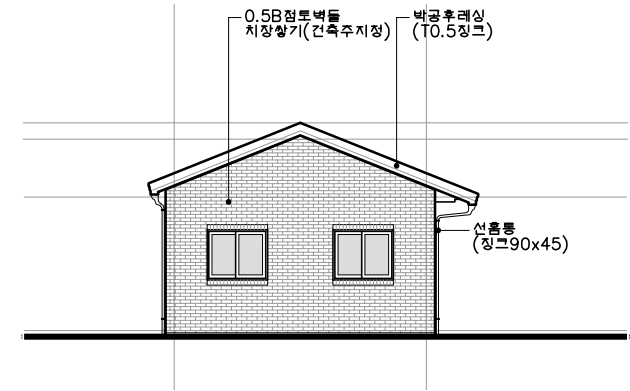 0.5B점토벽돌
치장쌓기(건축주지정)
박공후레싱
(T0.5징크)
선홈통
(징크90x45)